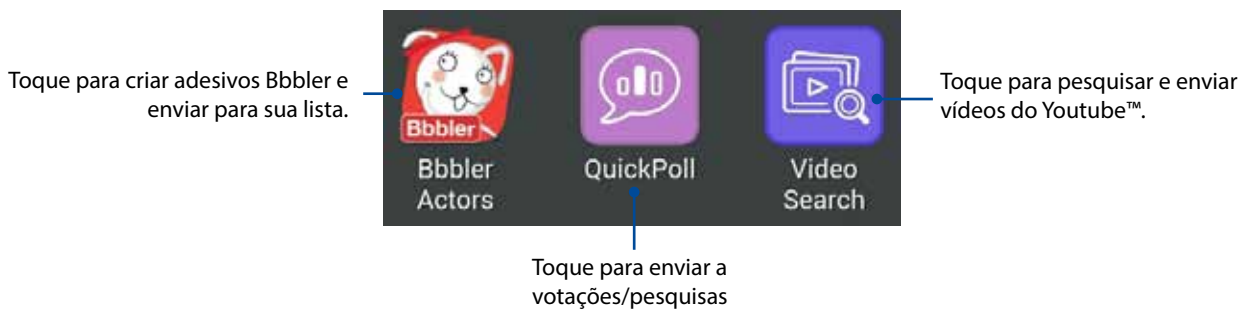 Toque para criar adesivos Bbbler e
enviar para sua lista.
Bbbler
Bbbler
Actors
QuickPoll
Video
Search
Toque para pesquisar e enviar
vídeos do Youtube™.
Toque para enviar a
votações/pesquisas